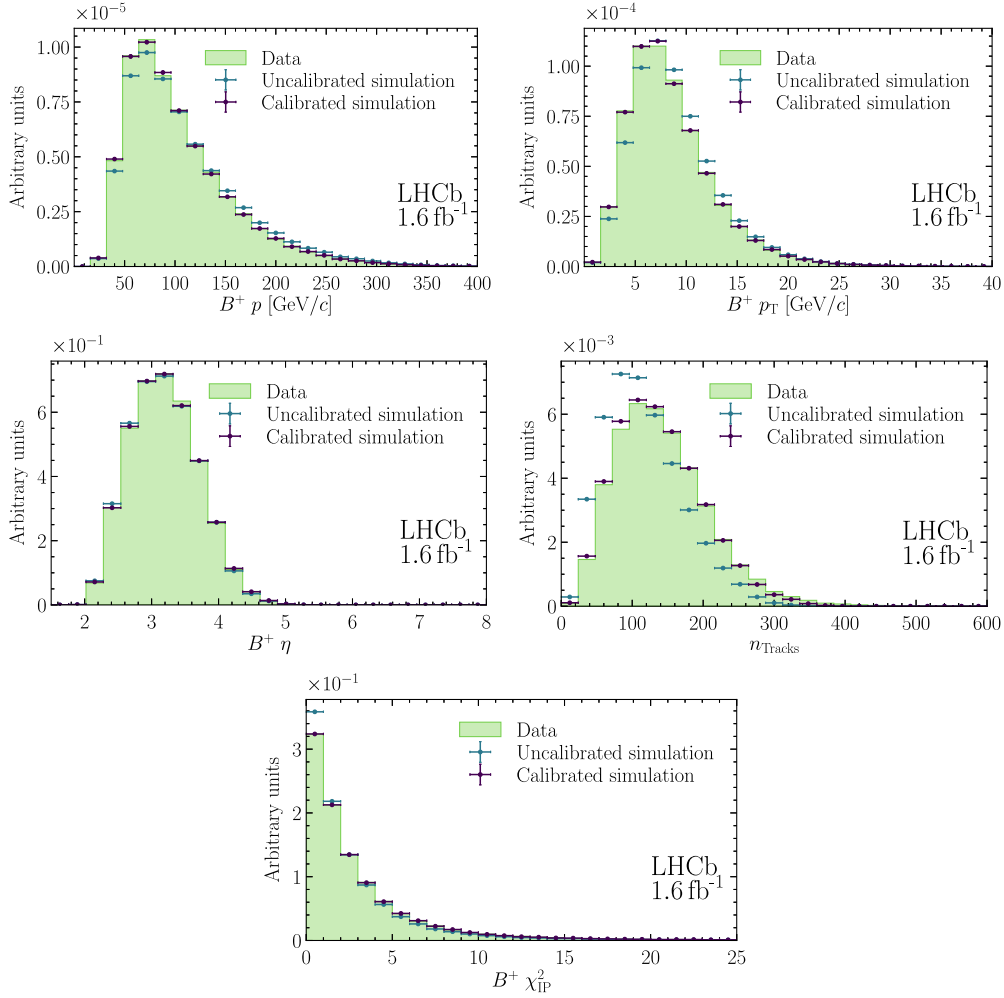 ×10⁻⁵
Arbitrary units
1.00
0.75
0.50
0.25
0.00
Data
Uncalibrated simulation
Calibrated simulation
LHCb
1.6 fb⁻¹
50 100 150 200 250 300 350 400
B⁺ p [GeV/c]
×10⁻⁴
Arbitrary units
1.00
0.75
0.50
0.25
0.00
Data
Uncalibrated simulation
Calibrated simulation
LHCb
1.6 fb⁻¹
5 10 15 20 25 30 35 40
B⁺ p_T [GeV/c]
×10⁻¹
Arbitrary units
6
4
2
0
Data
Uncalibrated simulation
Calibrated simulation
LHCb
1.6 fb⁻¹
2 3 4 5 6 7 8
B⁺ η
×10⁻³
Arbitrary units
6
4
2
0
Data
Uncalibrated simulation
Calibrated simulation
LHCb
1.6 fb⁻¹
0 100 200 300 400 500 600
n_Tracks
×10⁻¹
Arbitrary units
3
2
1
0
Data
Uncalibrated simulation
Calibrated simulation
LHCb
1.6 fb⁻¹
0 5 10 15 20 25
B⁺ χ²_IP